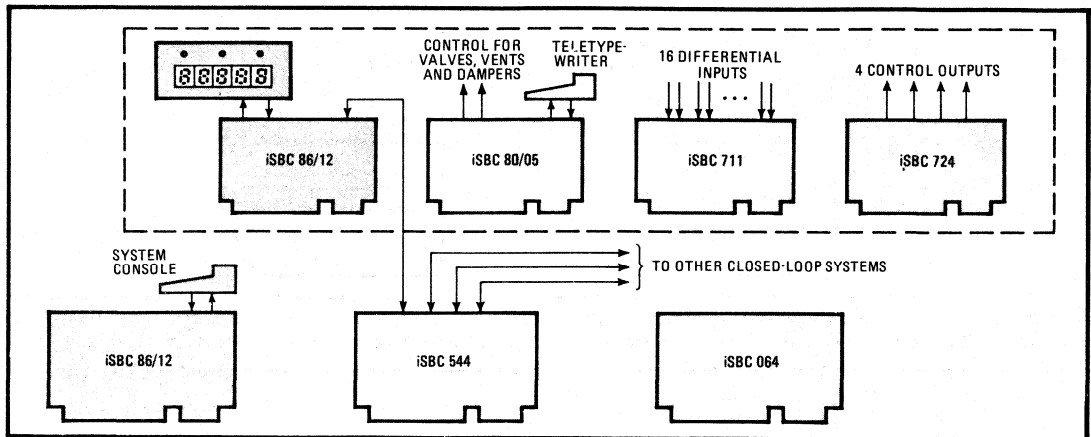 CONTROL FOR
VALVES, VENTS
AND DAMPERS
TELETYPE-
WRITER
16 DIFFERENTIAL
INPUTS
4 CONTROL OUTPUTS
88888
iSBC 86/12
iSBC 80/05
iSBC 711
iSBC 724
SYSTEM
CONSOLE
TO OTHER CLOSED-LOOP SYSTEMS
iSBC 86/12
iSBC 544
iSBC 064